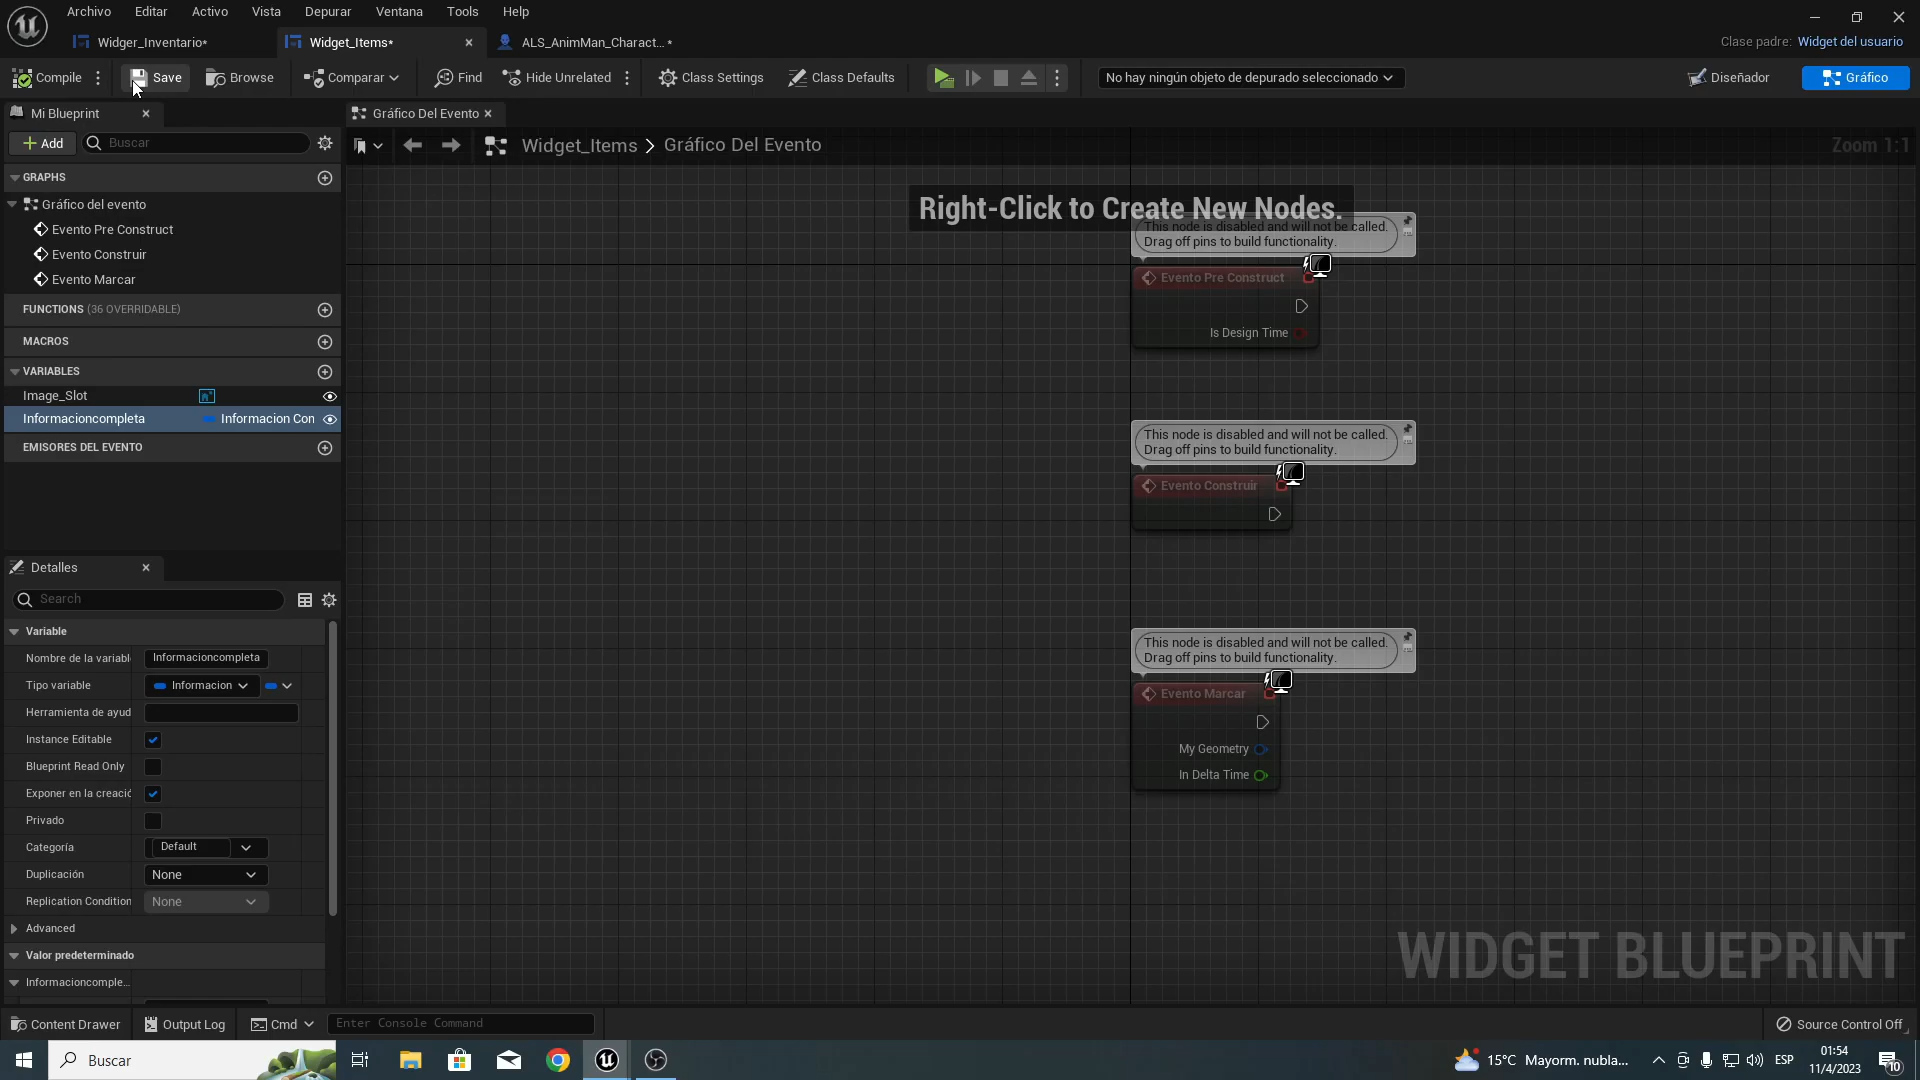 Archivo Editar Activo Vista Depurar Ventana Tools Help
Widger_Inventario* Widget_Items* ALS_AnimMan_Charact... *
Clase padre: Widget del usuario
Compile Save Browse Comparar Find Hide Unrelated Class Settings Class Defaults No hay ningún objeto de depurado seleccionado Diseñador Gráfico
Mi Blueprint Gráfico Del Evento
Add Buscar Widget_Items > Gráfico Del Evento Zoom 1:1
GRAPHS
Gráfico del evento
Evento Pre Construct
Evento Construir
Evento Marcar
FUNCTIONS (36 OVERRIDABLE)
MACROS
VARIABLES
Image_Slot
Informacioncompleta Informacion Con
EMISORES DEL EVENTO
Right-Click to Create New Nodes.
This node is disabled and will not be called.
Drag off pins to build functionality.
Evento Pre Construct
Is Design Time
This node is disabled and will not be called.
Drag off pins to build functionality.
Evento Construir
This node is disabled and will not be called.
Drag off pins to build functionality.
Evento Marcar
My Geometry
In Delta Time
WIDGET BLUEPRINT
Detalles
Search
Variable
Nombre de la variabl Informacioncompleta
Tipo variable Informacion
Herramienta de ayud
Instance Editable
Blueprint Read Only
Exponer en la creació
Privado
Categoría Default
Duplicación None
Replication Condition None
Advanced
Valor predeterminado
Informacioncomple...
Content Drawer Output Log Cmd Enter Console Command Source Control Off
Buscar 15°C Mayorm. nubla... ESP 01:54
11/4/2023 10